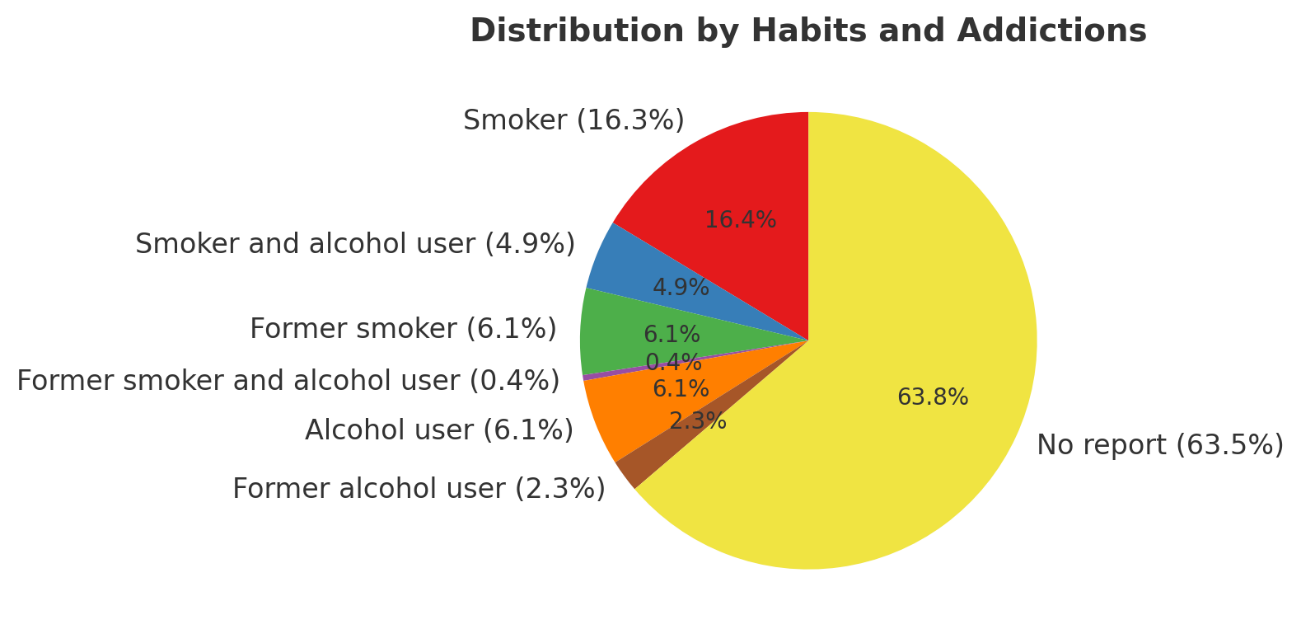 Distribution by Habits and Addictions
Smoker (16.3%)
16.4%
Smoker and alcohol user (4.9%)
4.9%
Former smoker (6.1%)
6.1%
Former smoker and alcohol user (0.4%)
0.4%
Alcohol user (6.1%)
6.1%
Former alcohol user (2.3%)
2.3%
63.8%
No report (63.5%)